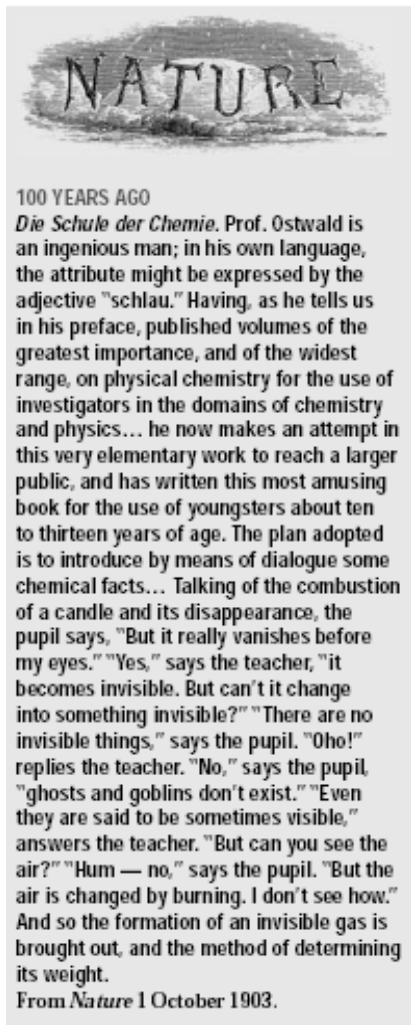 NATURE
100 YEARS AGO
Die Schule der Chemie. Prof. Ostwald is
an ingenious man; in his own language,
the attribute might be expressed by the
adjective “schlau.” Having, as he tells us
in his preface, published volumes of the
greatest importance, and of the widest
range, on physical chemistry for the use of
investigators in the domains of chemistry
and physics… he now makes an attempt in
this very elementary work to reach a larger
public, and has written this most amusing
book for the use of youngsters about ten
to thirteen years of age. The plan adopted
is to introduce by means of dialogue some
chemical facts… Talking of the combustion
of a candle and its disappearance, the
pupil says, “But it really vanishes before
my eyes.” “Yes,” says the teacher, “it
becomes invisible. But can’t it change
into something invisible?” “There are no
invisible things,” says the pupil. “Oho!”
replies the teacher. “No,” says the pupil,
“ghosts and goblins don’t exist.” “Even
they are said to be sometimes visible,”
answers the teacher. “But can you see the
air?” “Hum — no,” says the pupil. “But the
air is changed by burning. I don’t see how.”
And so the formation of an invisible gas is
brought out, and the method of determining
its weight.
From Nature 1 October 1903.